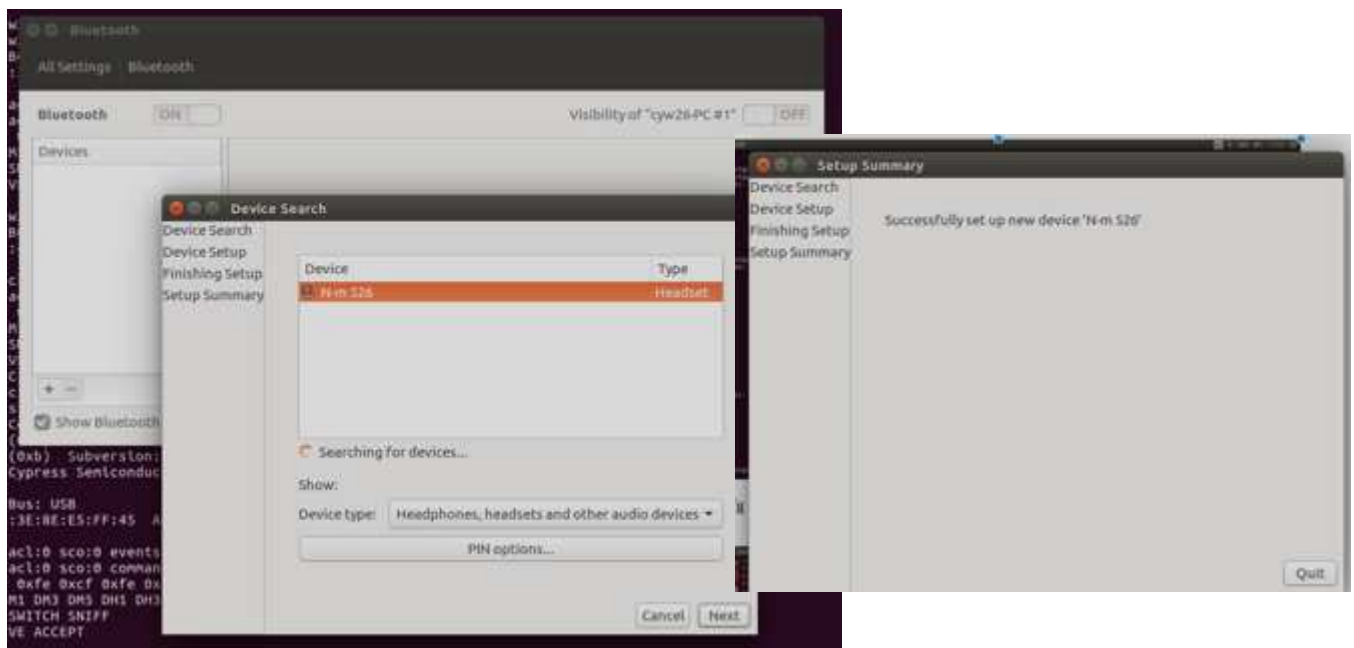 Bluetooth
All Settings Bluetooth
Bluetooth ON
Visibility of "cyw26-PC #1" OFF
Devices
+ -
Show Bluetooth
Device Search
Device Search
Device Setup
Finishing Setup
Setup Summary
Device Type
N-m S26 Headset
Searching for devices...
Show:
Device type: Headphones, headsets and other audio devices
PIN options...
Cancel Next
(0xb) Subversion:
Cypress Semiconduc
Bus: USB
:3E:8E:E5:FF:45 A
acl:0 sco:0 events
acl:0 sco:0 comman
0xfe 0xcf 0xfe 0x
M1 DM3 DM5 DH1 DH3
SWITCH SNIFF
VE ACCEPT
Setup Summary
Device Search
Device Setup
Finishing Setup
Setup Summary
Successfully set up new device 'N-m S26'
Quit